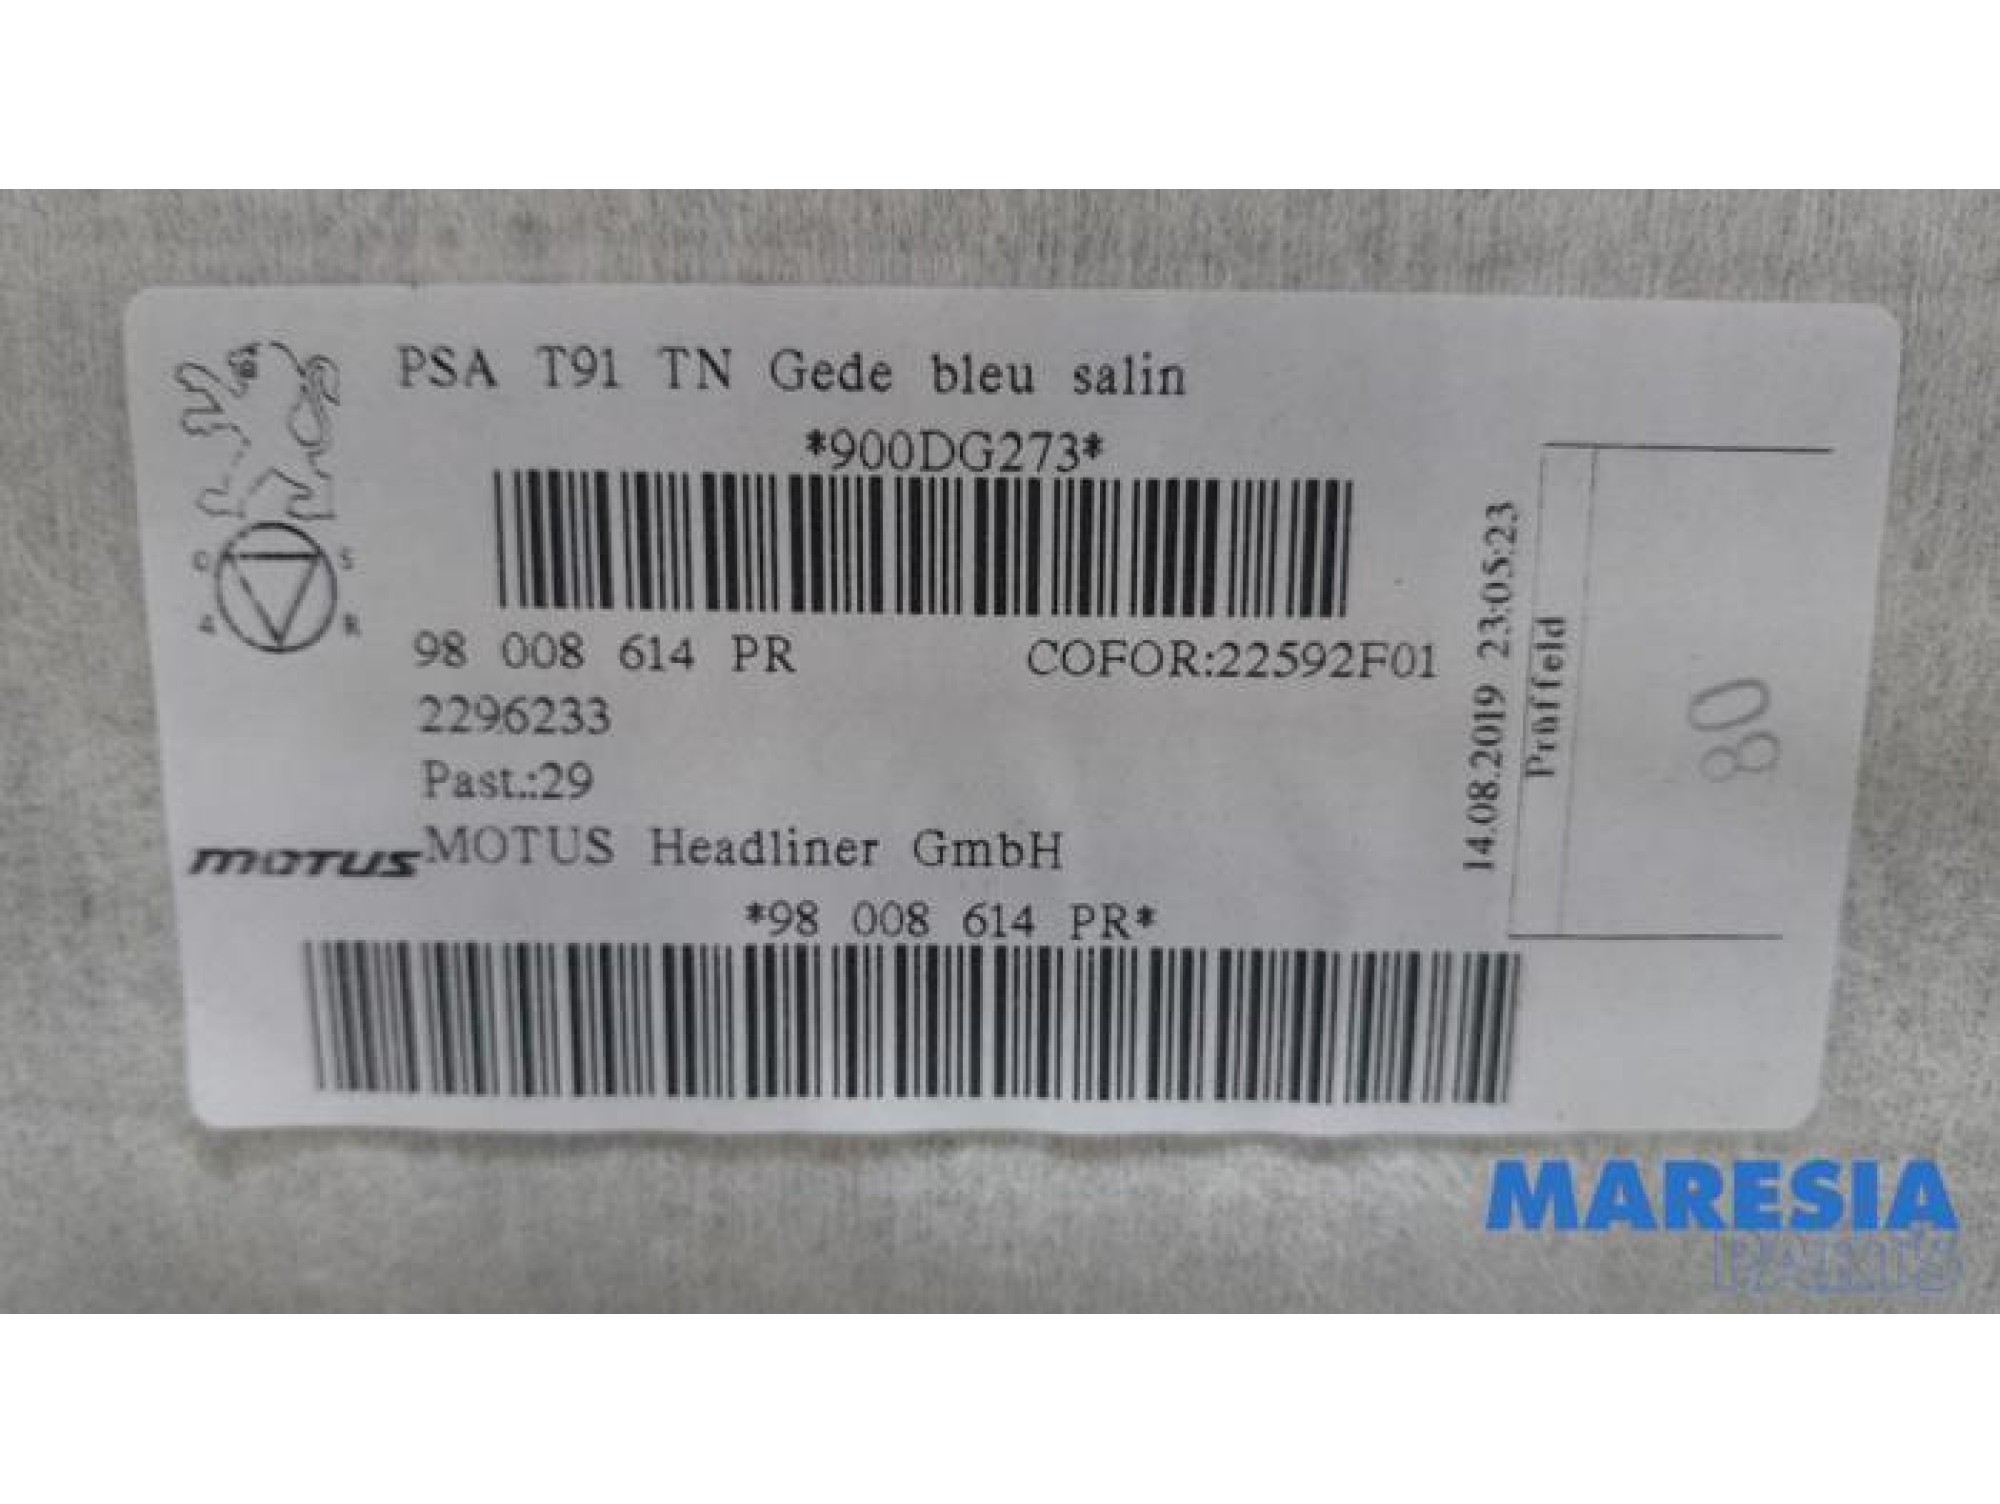 PSA T91 TN Gede bleu salin
*900DG273*
O S
A R
98 008 614 PR COFOR:22592F01
2296233
Past.:29
motus MOTUS Headliner GmbH
*98 008 614 PR*
14.08.2019 23:05:23
Prüffeld
80
MARESIA
PARTS